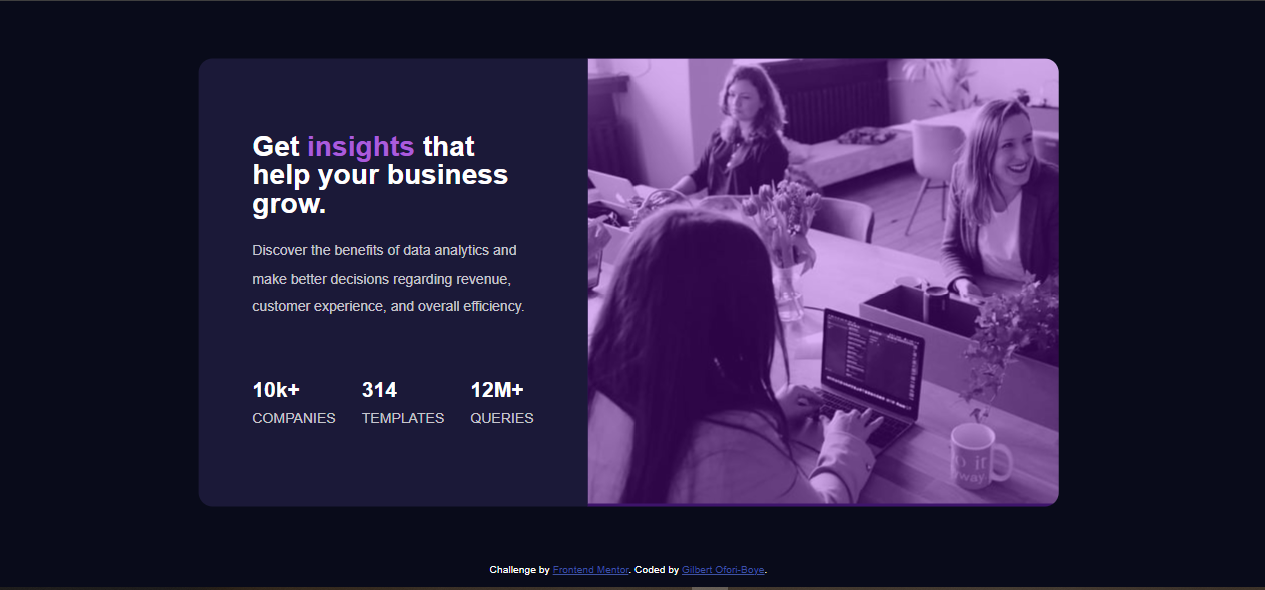 Get insights that
help your business
grow.
Discover the benefits of data analytics and
make better decisions regarding revenue,
customer experience, and overall efficiency.
10k+ 314 12M+
COMPANIES TEMPLATES QUERIES
Challenge by Frontend Mentor. Coded by Gilbert Ofori-Boye.